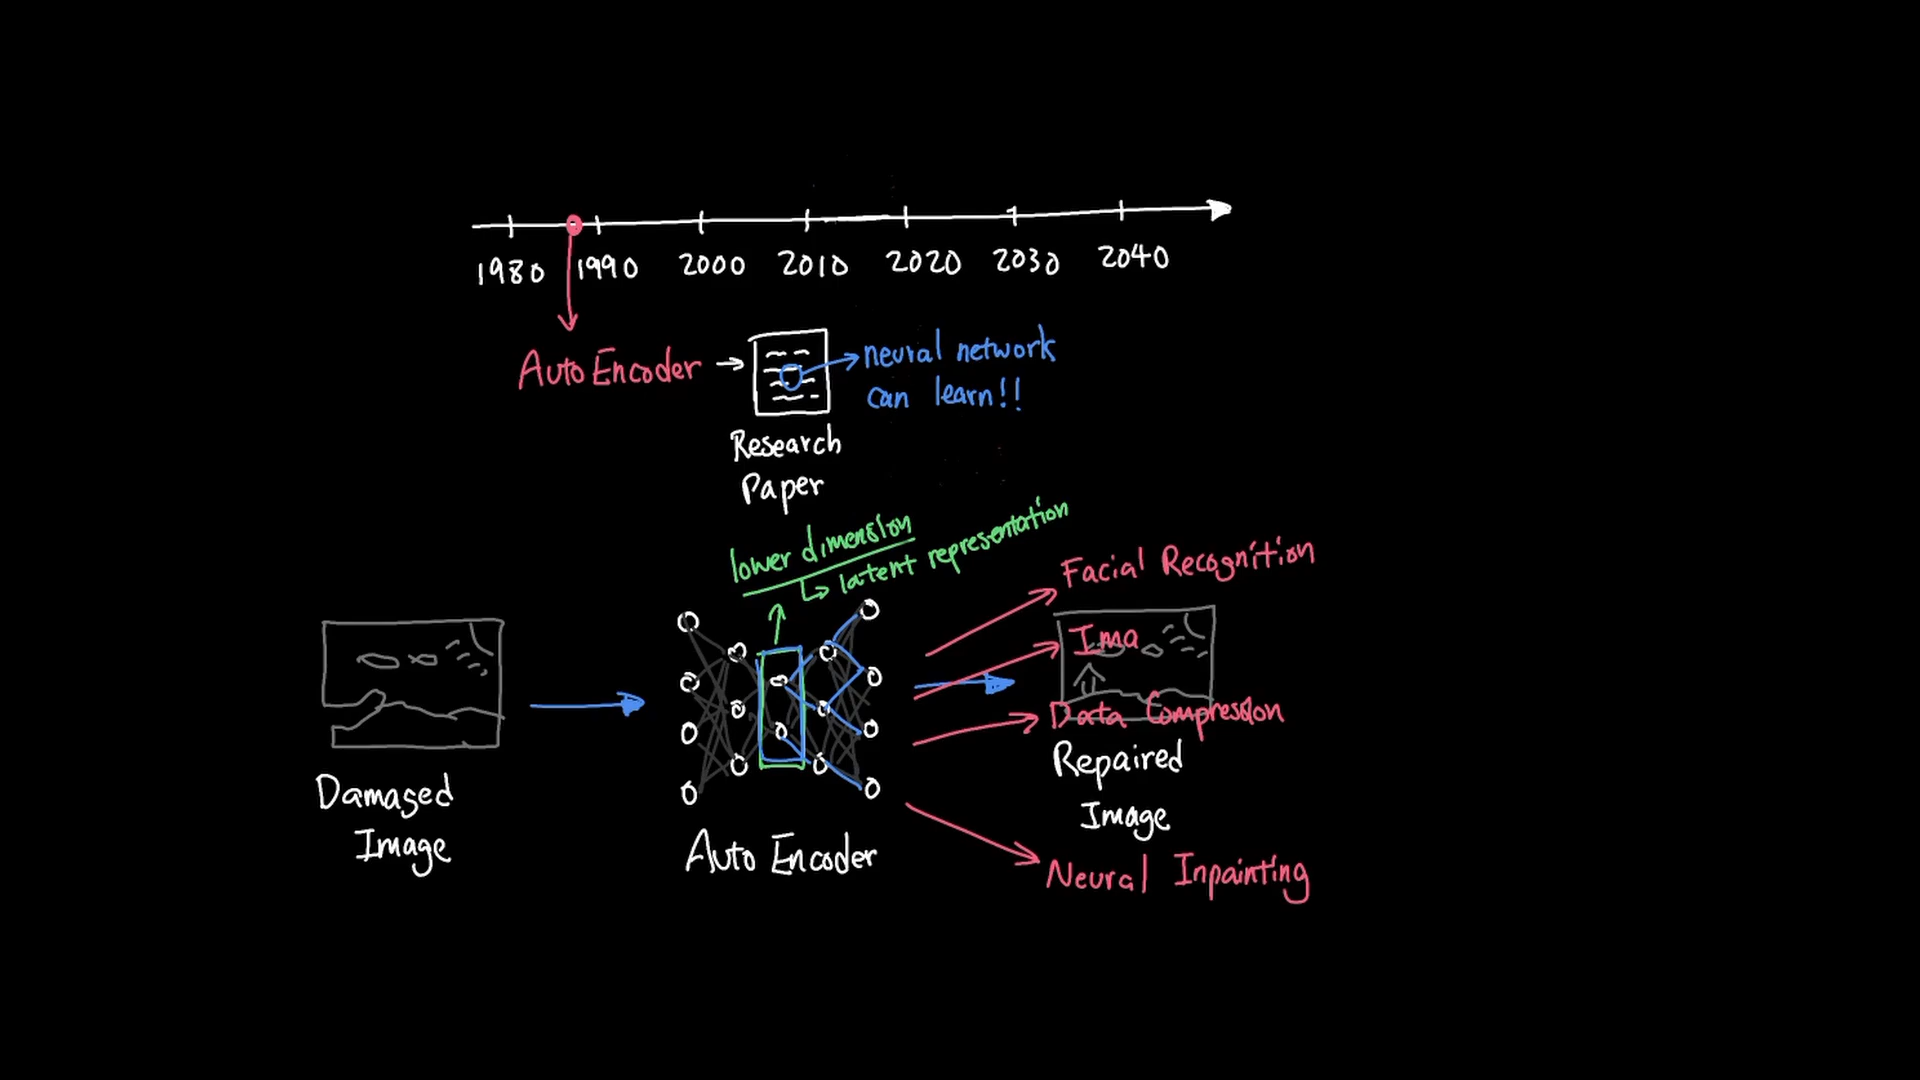 1980 1990 2000 2010 2020 2030 2040
Auto Encoder
neural network
can learn!!
Research
Paper
lower dimension
latent representation
Facial Recognition
Ima
Data Compression
Damaged
Image
Auto Encoder
Repaired
Image
Neural Inpainting